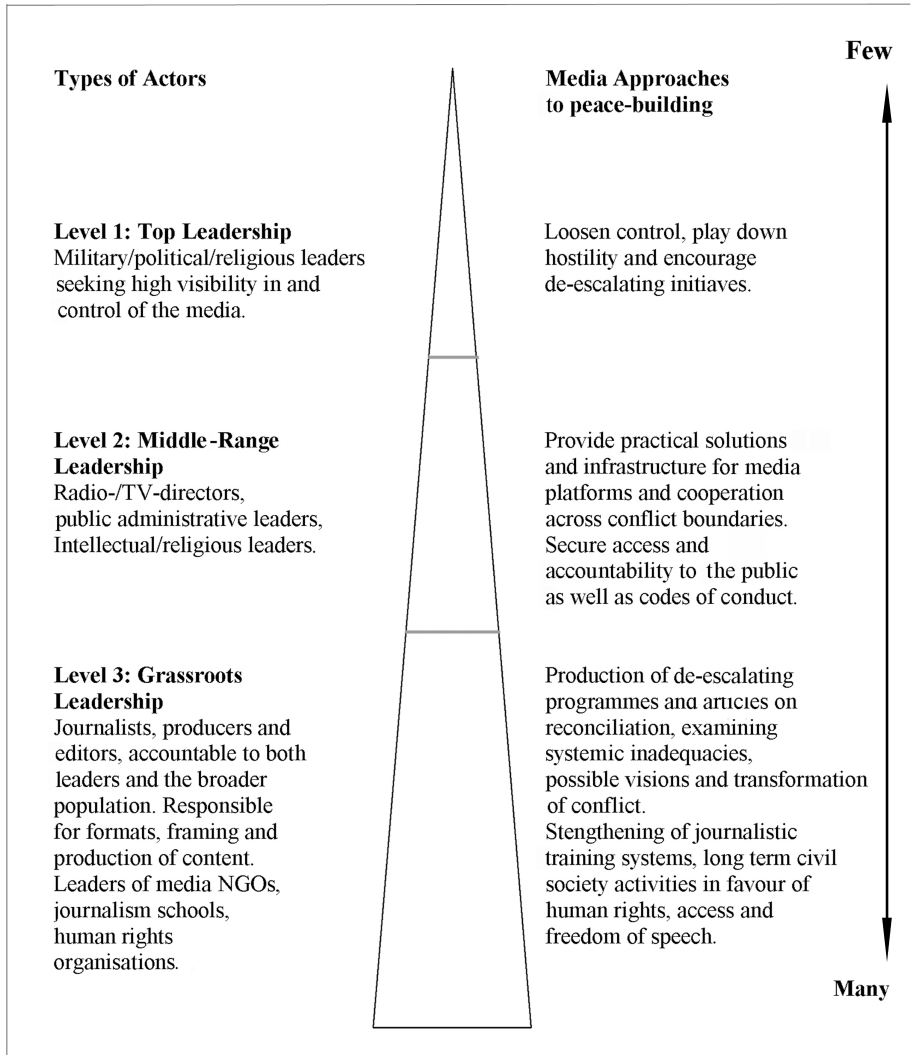 Few
Types of Actors
Media Approaches
to peace-building
Level 1: Top Leadership
Military/political/religious leaders
seeking high visibility in and
control of the media.
Loosen control, play down
hostility and encourage
de-escalating initiaves.
Level 2: Middle-Range
Leadership
Radio-/TV-directors,
public administrative leaders,
Intellectual/religious leaders.
Provide practical solutions
and infrastructure for media
platforms and cooperation
across conflict boundaries.
Secure access and
accountability to the public
as well as codes of conduct.
Level 3: Grassroots
Leadership
Journalists, producers and
editors, accountable to both
leaders and the broader
population. Responsible
for formats, framing and
production of content.
Leaders of media NGOs,
journalism schools,
human rights
organisations.
Production of de-escalating
programmes and articles on
reconciliation, examining
systemic inadequacies,
possible visions and transformation
of conflict.
Stengthening of journalistic
training systems, long term civil
society activities in favour of
human rights, access and
freedom of speech.
Many